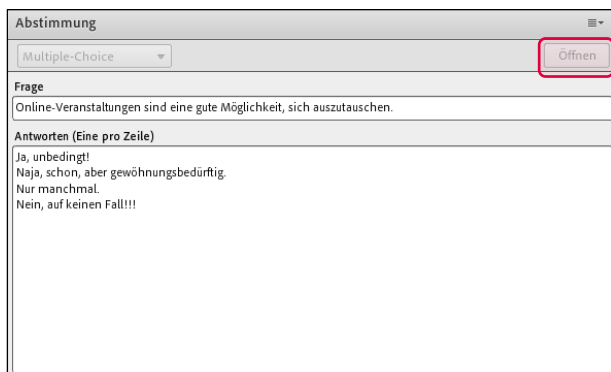 Abstimmung
Multiple-Choice
Öffnen
Frage
Online-Veranstaltungen sind eine gute Möglichkeit, sich auszutauschen.
Antworten (Eine pro Zeile)
Ja, unbedingt!
Naja, schon, aber gewöhnungsbedürftig.
Nur manchmal.
Nein, auf keinen Fall!!!